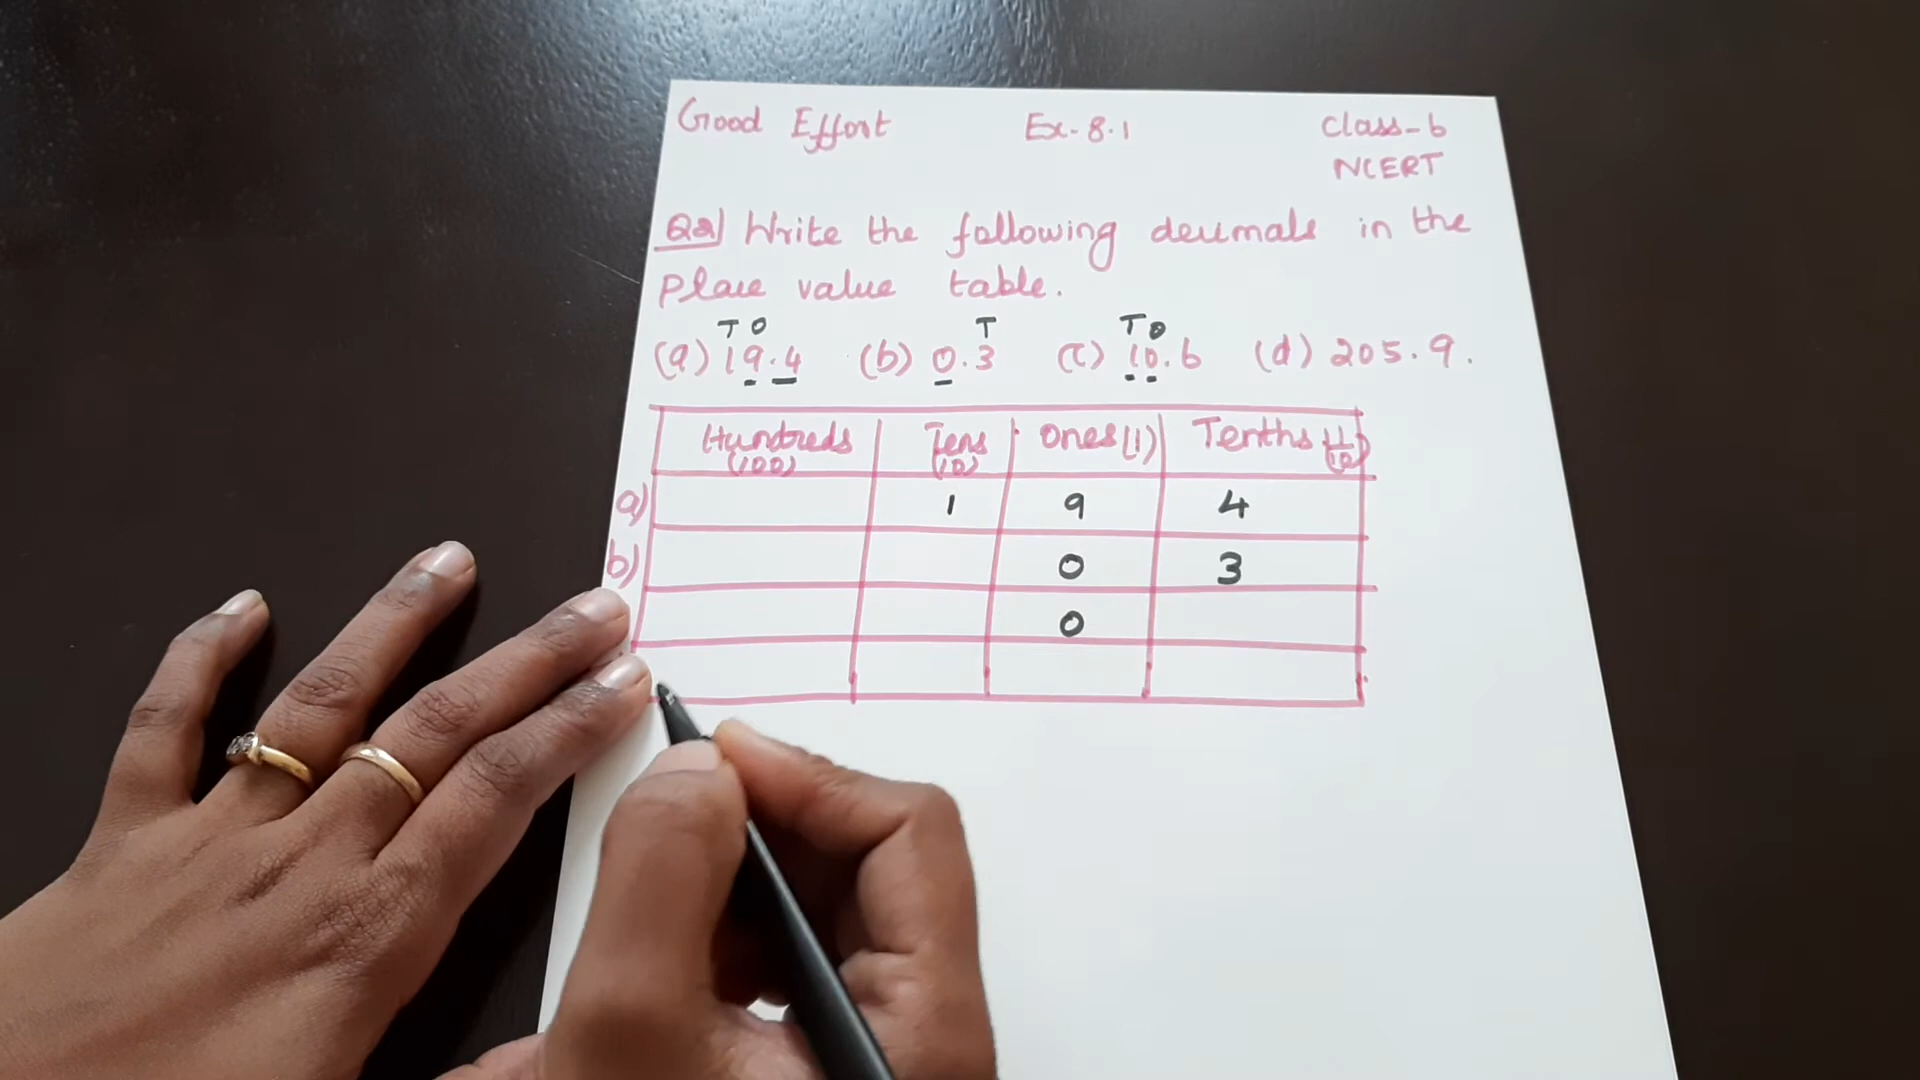 Good Effort Ex-8.1 Class-6
NCERT
Q2) Write the following decimals in the
place value table.
T O T T O
(a) 19.4 (b) 0.3 (c) 10.6 (d) 205.9.
Hundreds Tens Ones (1) Tenths (1/10)
(100) (10)
a) 1 9 4
b) 0 3
0